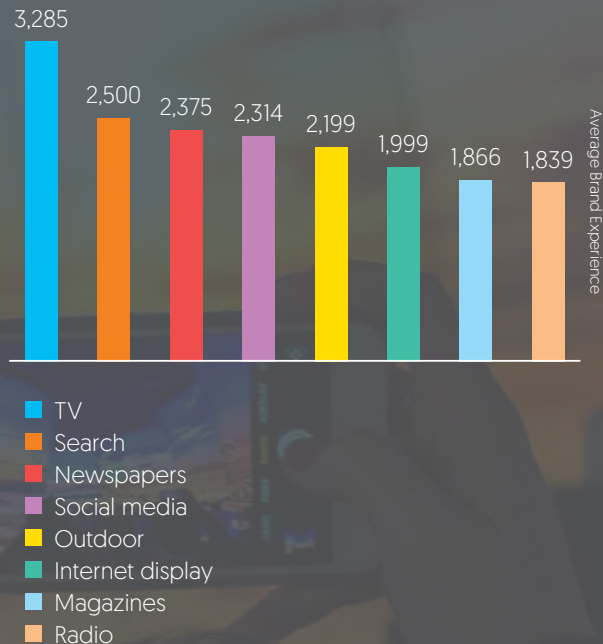 3,285
2,500
2,375
2,314
2,199
1,999
1,866
1,839
Average Brand Experience
TV
Search
Newspapers
Social media
Outdoor
Internet display
Magazines
Radio